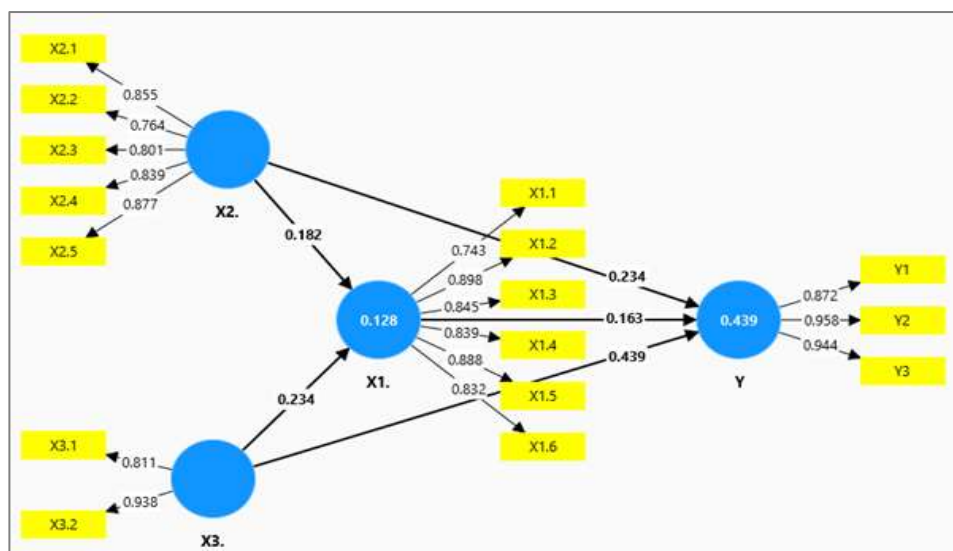 X2.1
X2.2
X2.3
X2.4
X2.5
0.855
0.764
0.801
0.839
0.877
X2.
0.182
0.128
X1.
0.234
X3.1
X3.2
0.811
0.938
X3.
0.743
0.898
0.845
0.839
0.888
0.832
X1.1
X1.2
X1.3
X1.4
X1.5
X1.6
0.234
0.163
0.439
0.439
Y
0.872
0.958
0.944
Y1
Y2
Y3